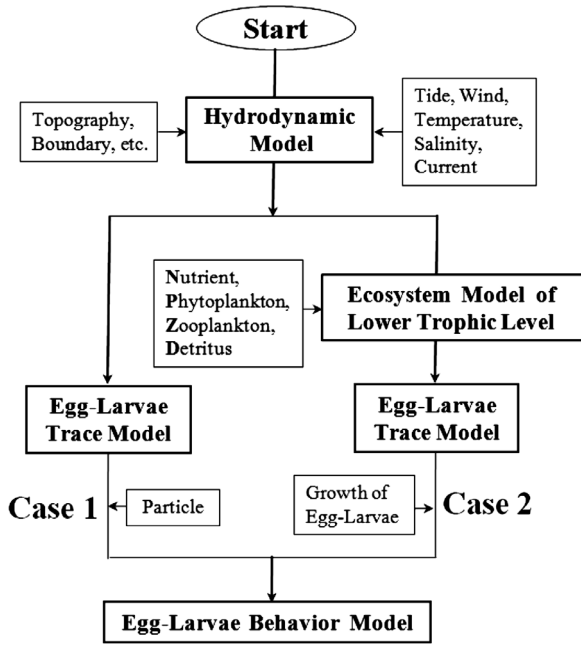 Start
Topography,
Boundary, etc.
Hydrodynamic
Model
Tide, Wind,
Temperature,
Salinity,
Current
Nutrient,
Phytoplankton,
Zooplankton,
Detritus
Ecosystem Model of
Lower Trophic Level
Egg-Larvae
Trace Model
Egg-Larvae
Trace Model
Case 1
Particle
Growth of
Egg-Larvae
Case 2
Egg-Larvae Behavior Model